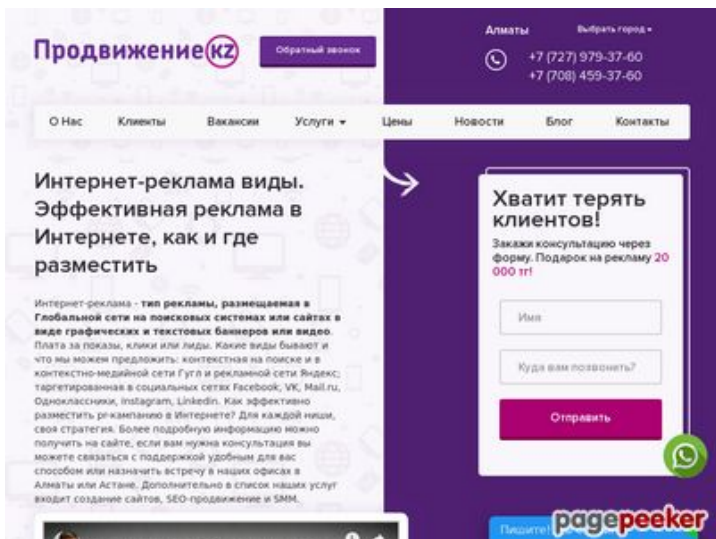 Продвижение KZ
Обратный звонок
Алматы Выбрать город
+7 (727) 979-37-60
+7 (708) 459-37-60
О Нас Клиенты Вакансии Услуги Цены Новости Блог Контакты
Интернет-реклама виды.
Эффективная реклама в
Интернете, как и где
разместить
Интернет-реклама - тип рекламы, размещаемая в
Глобальной сети на поисковых системах или сайтах в
виде графических и текстовых баннеров или видео.
Плата за показы, клики или лиды. Какие виды бывают и
что мы можем предложить: контекстная на поиске и в
контекстно-медийной сети Гугл и рекламной сети Яндекс;
таргетированная в социальных сетях Facebook, VK, Mail.ru,
Одноклассники, Instagram, Linkedin. Как эффективно
разместить pr-кампанию в Интернете? Для каждой ниши,
своя стратегия. Более подробную информацию можно
получить на сайте, если вам нужна консультация вы
можете связаться с поддержкой удобным для вас
способом или назначить встречу в наших офисах в
Алматы или Астане. Дополнительно в список наших услуг
входит создание сайтов, SEO-продвижение и SMM.
Хватит терять
клиентов!
Закажи консультацию через
форму. Подарок на рекламу 20
000 тг!
Имя
Куда вам позвонить?
Отправить
Пишите!
pagepeeker